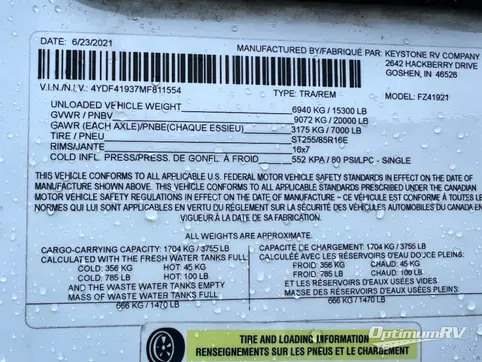 DATE: 6/23/2021
MANUFACTURED BY/FABRIQUÉ PAR: KEYSTONE RV COMPANY
2642 HACKBERRY DRIVE
GOSHEN, IN 46526
V.I.N./N.I.V.: 4YDF41937MF811554
TYPE: TRA/REM
MODEL: FZ41921
UNLOADED VEHICLE WEIGHT: 6940 KG / 15300 LB
GVWR / PNBV: 9072 KG / 20000 LB
GAWR (EACH AXLE)/PNBE(CHAQUE ESSIEU) 3175 KG / 7000 LB
TIRE / PNEU: ST255/85R16E
RIMS/JANTE 16x7
COLD INFL. PRESS/PRESS. DE GONFL. À FROID: 552 KPA / 80 PSI/LPC - SINGLE
THIS VEHICLE CONFORMS TO ALL APPLICABLE U.S. FEDERAL MOTOR VEHICLE SAFETY STANDARDS IN EFFECT ON THE DATE OF
MANUFACTURE SHOWN ABOVE. / THIS VEHICLE CONFORMS TO ALL APPLICABLE STANDARDS PRESCRIBED UNDER THE CANADIAN
MOTOR VEHICLE SAFETY REGULATIONS IN EFFECT ON THE DATE OF MANUFACTURE - CE VÉHICULE EST CONFORME À TOUTES LES
NORMES QUI LUI SONT APPLICABLES EN VERTU DU RÉGLEMENT SUR LA SÉCURITÉ DES VÉHICULES AUTOMOBILES DU CANADA EN
VIGUEUR À LA DATE DE SA FABRICATION.
ALL WEIGHTS ARE APPROXIMATE.
CARGO-CARRYING CAPACITY: 1704 KG / 3755 LB
CALCULATED WITH THE FRESH WATER TANKS FULL:
COLD: 356 KG HOT: 45 KG
COLD: 785 LB HOT: 100 LB
AND THE WASTE WATER TANKS EMPTY
MASS OF WASTE WATER TANKS FULL:
666 KG / 1470 LB
CAPACITÉ DE CHARGEMENT: 1704 KG / 3755 LB
CALCULÉE AVEC LES RÉSERVOIRS D'EAU DOUCE PLEINS:
FROID: 356 KG CHAUD: 45 KG
FROID: 785 LB CHAUD: 100 LB
ET LES RÉSERVOIRS D'EAUX USÉES VIDES
MASSE DES RÉSERVOIRS D'EAUX USÉES PLEINS:
666 KG / 1470 LB
TIRE AND LOADING INFORMATION
RENSEIGNEMENTS SUR LES PNEUS ET LE CHARGEMENT
OptimumRV